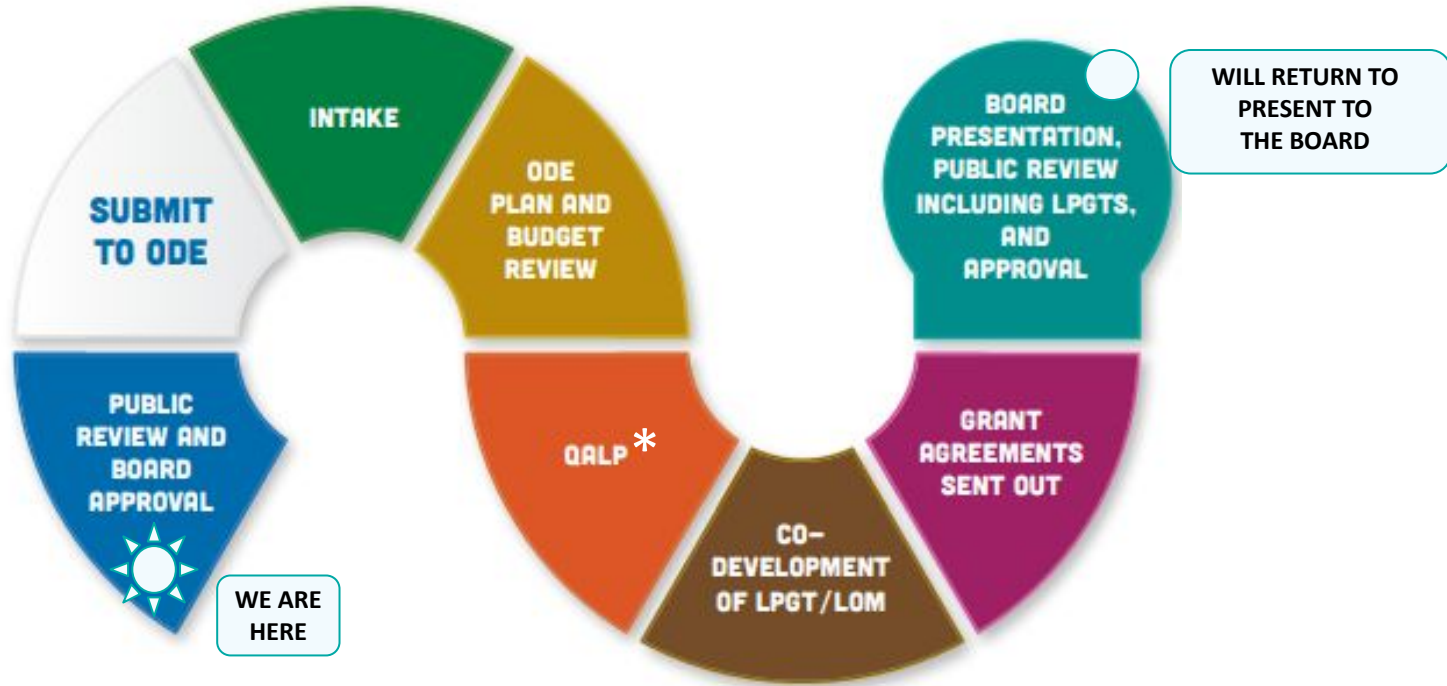 PUBLIC
REVIEW AND
BOARD
APPROVAL
WE ARE
HERE
SUBMIT
TO ODE
INTAKE
ODE
PLAN AND
BUDGET
REVIEW
QALP*
CO-
DEVELOPMENT
OF LPGT/LOM
GRANT
AGREEMENTS
SENT OUT
BOARD
PRESENTATION,
PUBLIC REVIEW
INCLUDING LPGTS,
AND
APPROVAL
WILL RETURN TO
PRESENT TO
THE BOARD